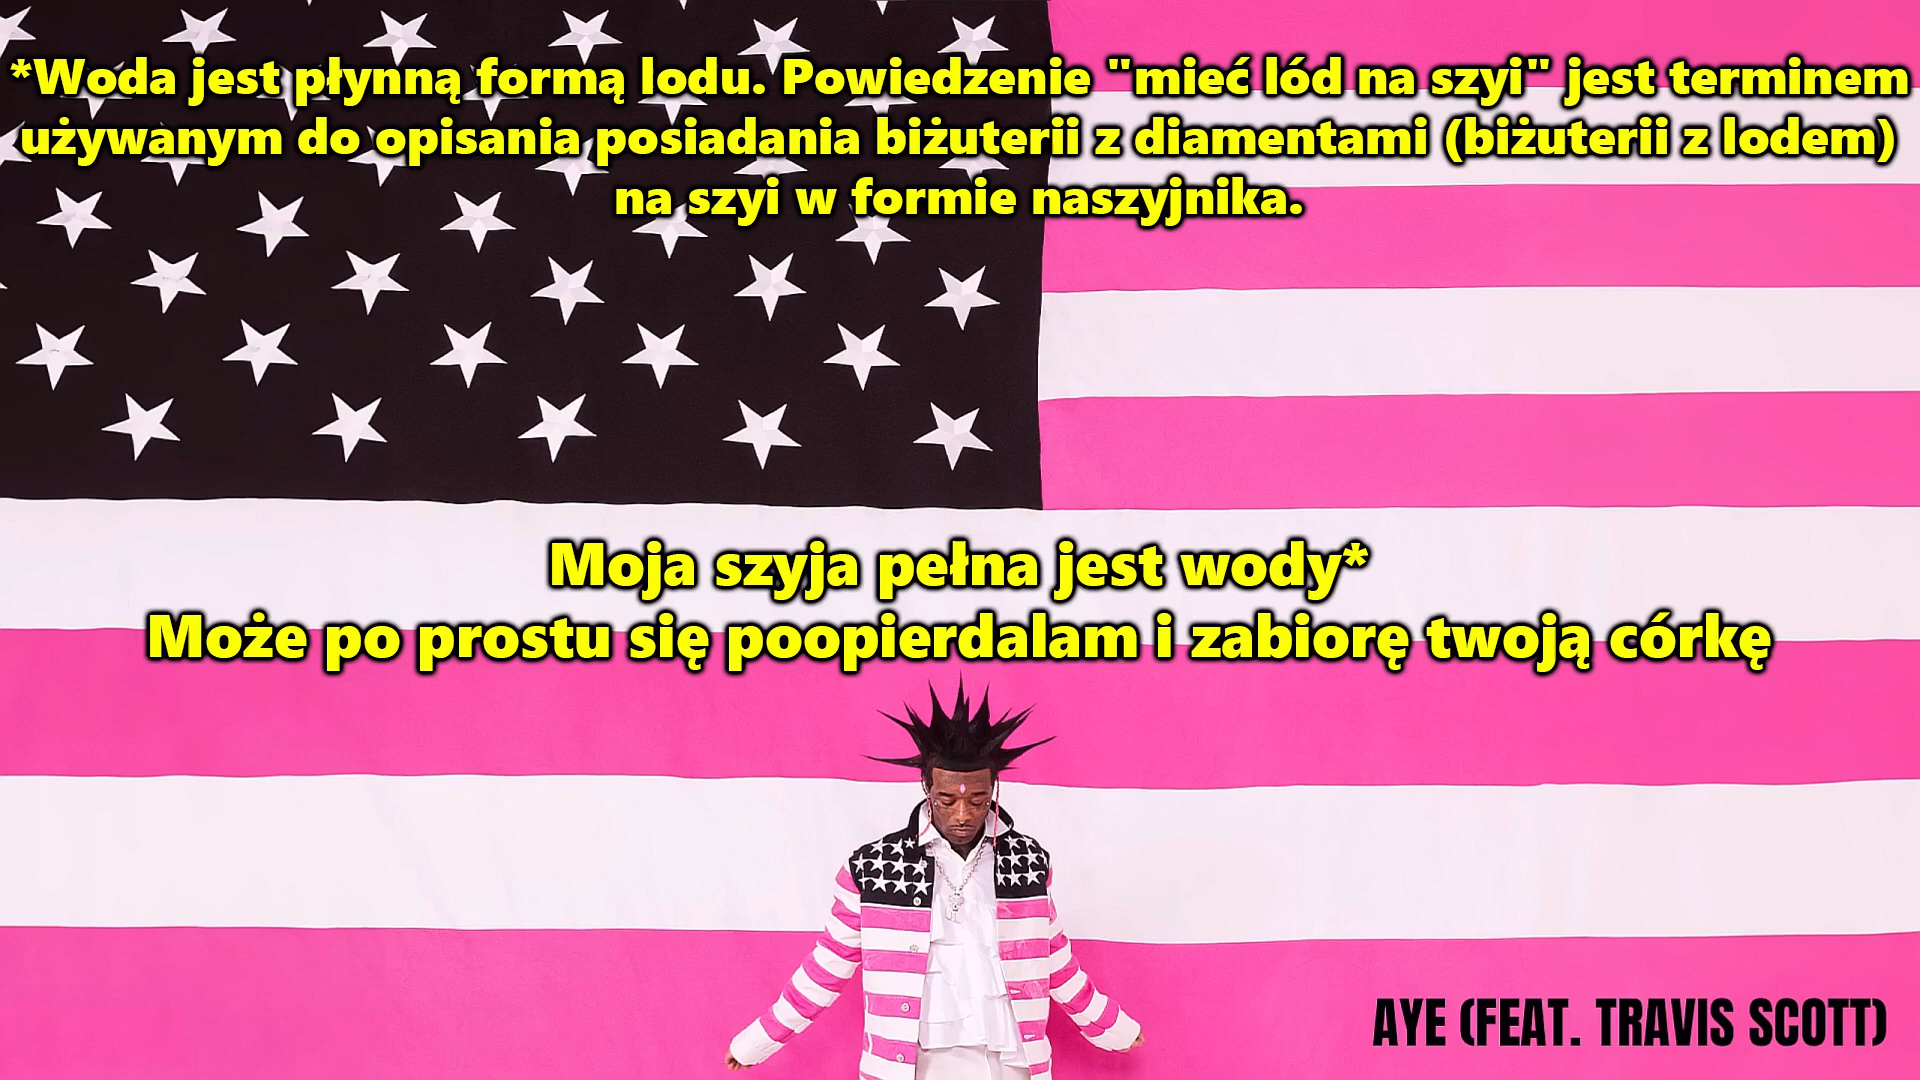 *Woda jest płynną formą lodu. Powiedzenie "mieć lód na szyi" jest terminem
używanym do opisania posiadania biżuterii z diamentami (biżuterii z lodem)
na szyi w formie naszyjnika.
Moja szyja pełna jest wody*
Może po prostu się poopierdalam i zabiorę twoją córkę
AYE (FEAT. TRAVIS SCOTT)